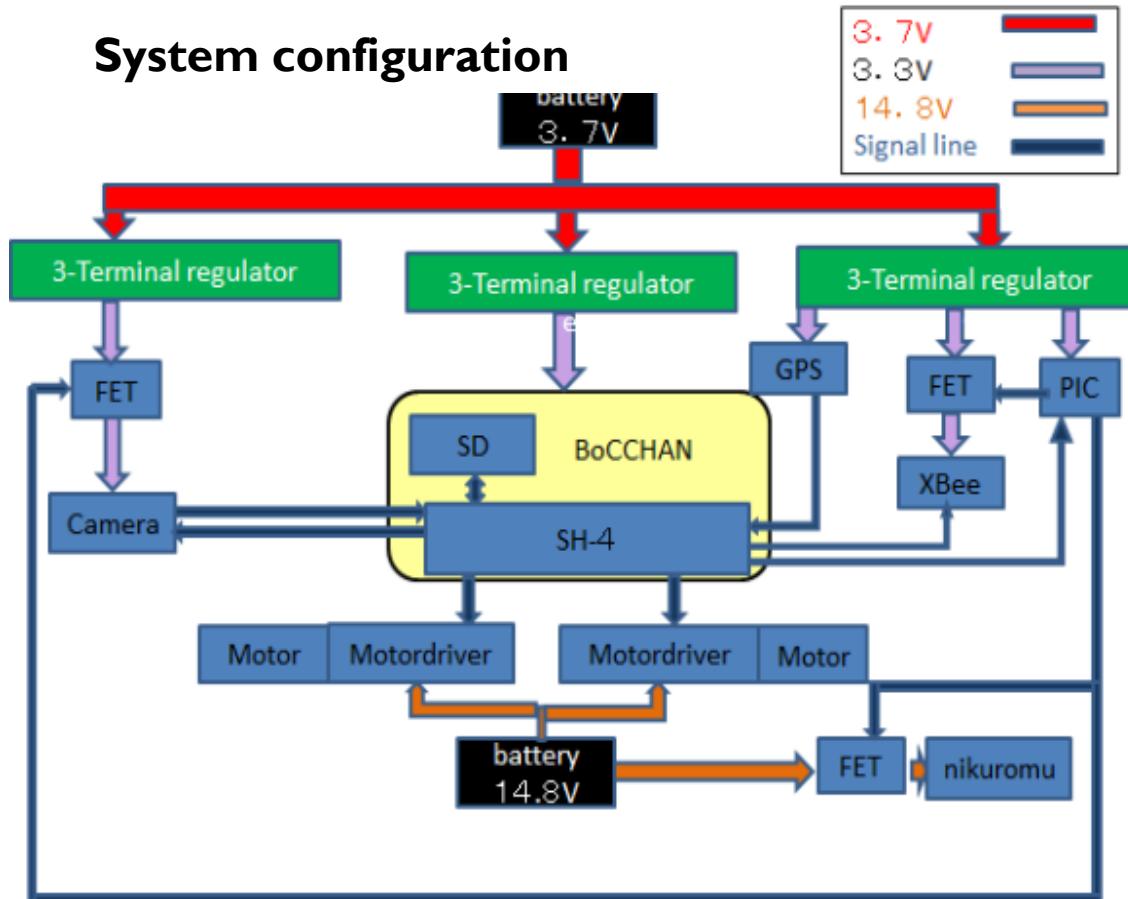 System configuration
3.7V
3.3V
14.8V
Signal line
battery
3.7V
3-Terminal regulator
3-Terminal regulator
3-Terminal regulator
e
FET
GPS
FET
PIC
SD
BoCCHAN
XBee
Camera
SH-4
Motor
Motordriver
Motordriver
Motor
battery
14.8V
FET
nikuromu